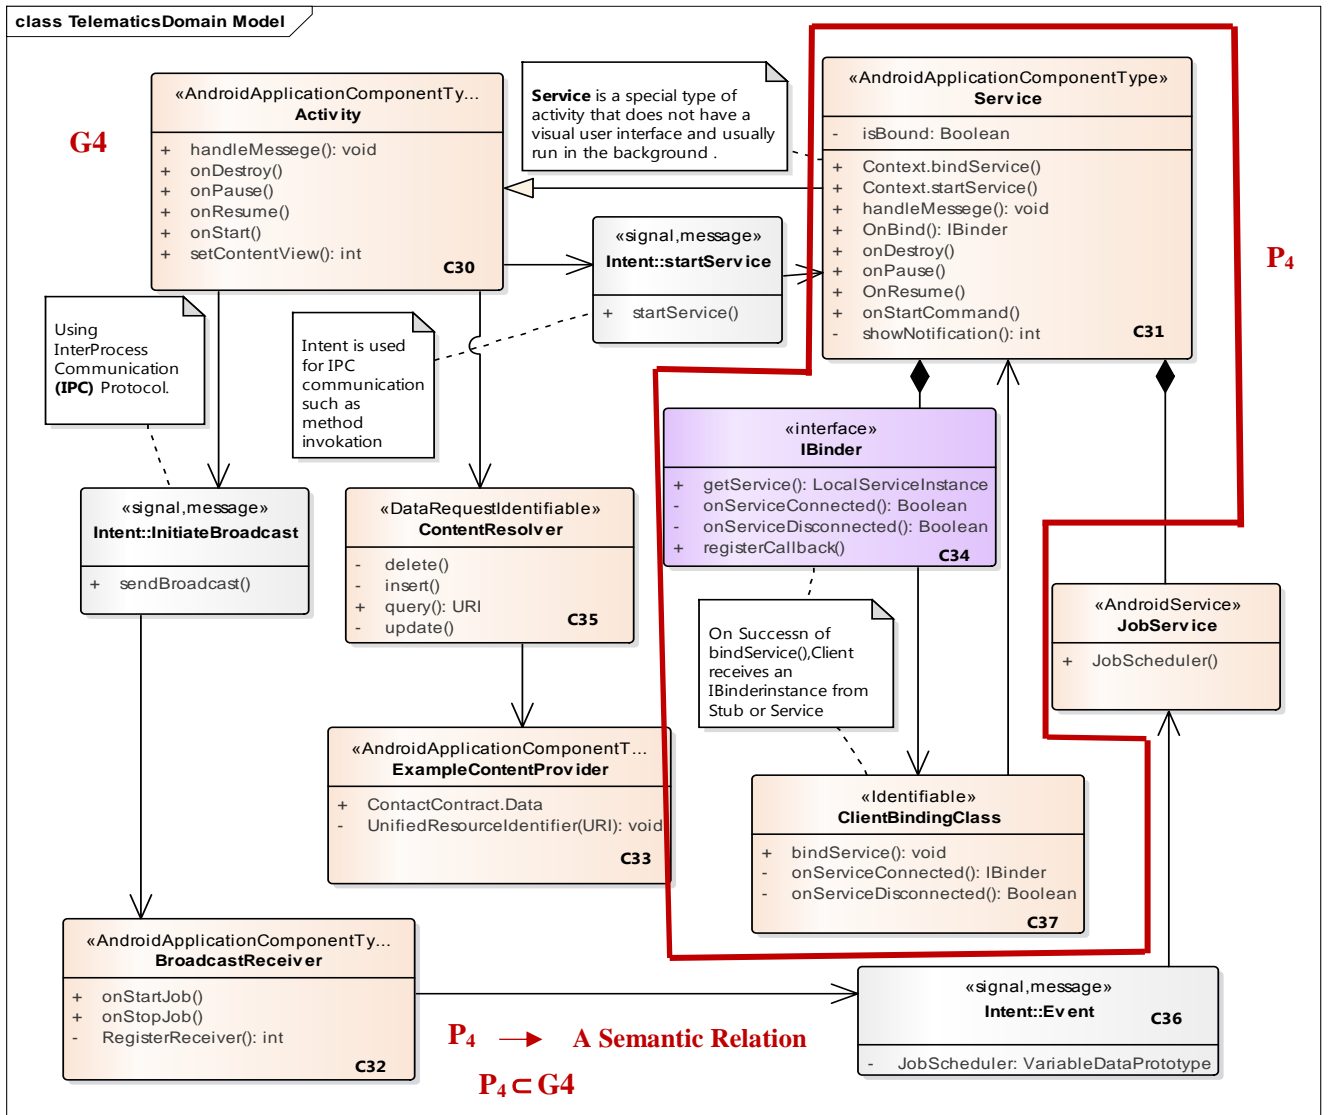 class TelematicsDomain Model
G4
«AndroidApplicationComponentTy...
Activity
+ handleMessege(): void
+ onDestroy()
+ onPause()
+ onResume()
+ onStart()
+ setContentView(): int
C30
Service is a special type of
activity that does not have a
visual user interface and usually
run in the background .
«AndroidApplicationComponentType»
Service
- isBound: Boolean
+ Context.bindService()
+ Context.startService()
+ handleMessege(): void
+ OnBind(): IBinder
+ onDestroy()
+ onPause()
+ OnResume()
+ onStartCommand()
- showNotification(): int
C31
P4
«signal,message»
Intent::startService
+ startService()
Using
InterProcess
Communication
(IPC) Protocol.
Intent is used
for IPC
communication
such as
method
invokation
«interface»
IBinder
+ getService(): LocalServiceInstance
- onServiceConnected(): Boolean
- onServiceDisconnected(): Boolean
+ registerCallback()
C34
«signal,message»
Intent::InitiateBroadcast
+ sendBroadcast()
«DataRequestIdentifiable»
ContentResolver
- delete()
- insert()
+ query(): URI
- update()
C35
On Successn of
bindService(),Client
receives an
IBinderinstance from
Stub or Service
«AndroidService»
JobService
+ JobScheduler()
«AndroidApplicationComponentT...
ExampleContentProvider
+ ContactContract.Data
- UnifiedResourceIdentifier(URI): void
C33
«Identifiable»
ClientBindingClass
+ bindService(): void
- onServiceConnected(): IBinder
- onServiceDisconnected(): Boolean
C37
«AndroidApplicationComponentTy...
BroadcastReceiver
+ onStartJob()
+ onStopJob()
- RegisterReceiver(): int
C32
«signal,message»
Intent::Event
C36
- JobScheduler: VariableDataPrototype
P4 → A Semantic Relation
P4 ⊂ G4